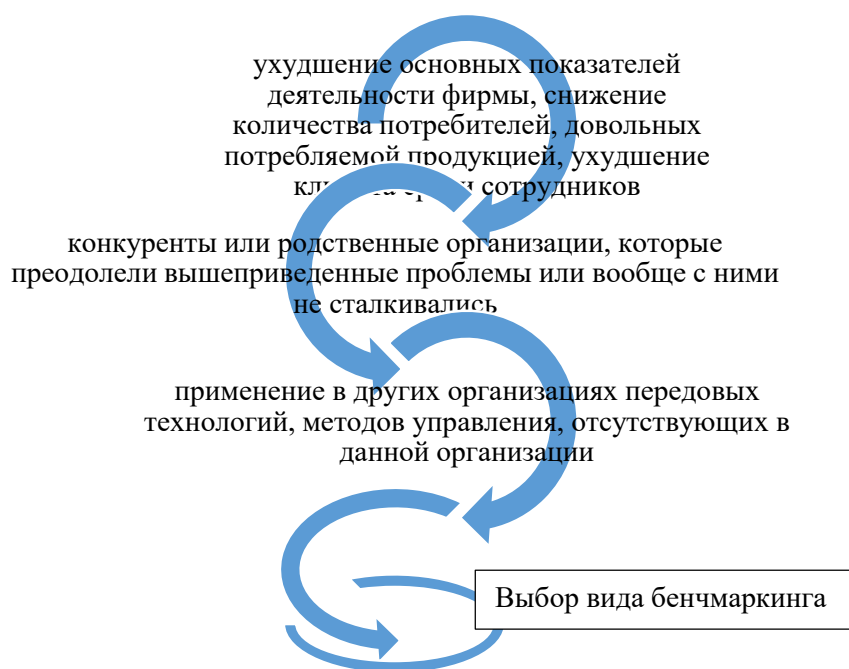 ухудшение основных показателей
деятельности фирмы, снижение
количества потребителей, довольных
потребляемой продукцией, ухудшение
сотрудников
конкуренты или родственные организации, которые
преодолели вышеприведенные проблемы или вообще с ними
не сталкивались
применение в других организациях передовых
технологий, методов управления, отсутствующих в
данной организации
Выбор вида бенчмаркинга